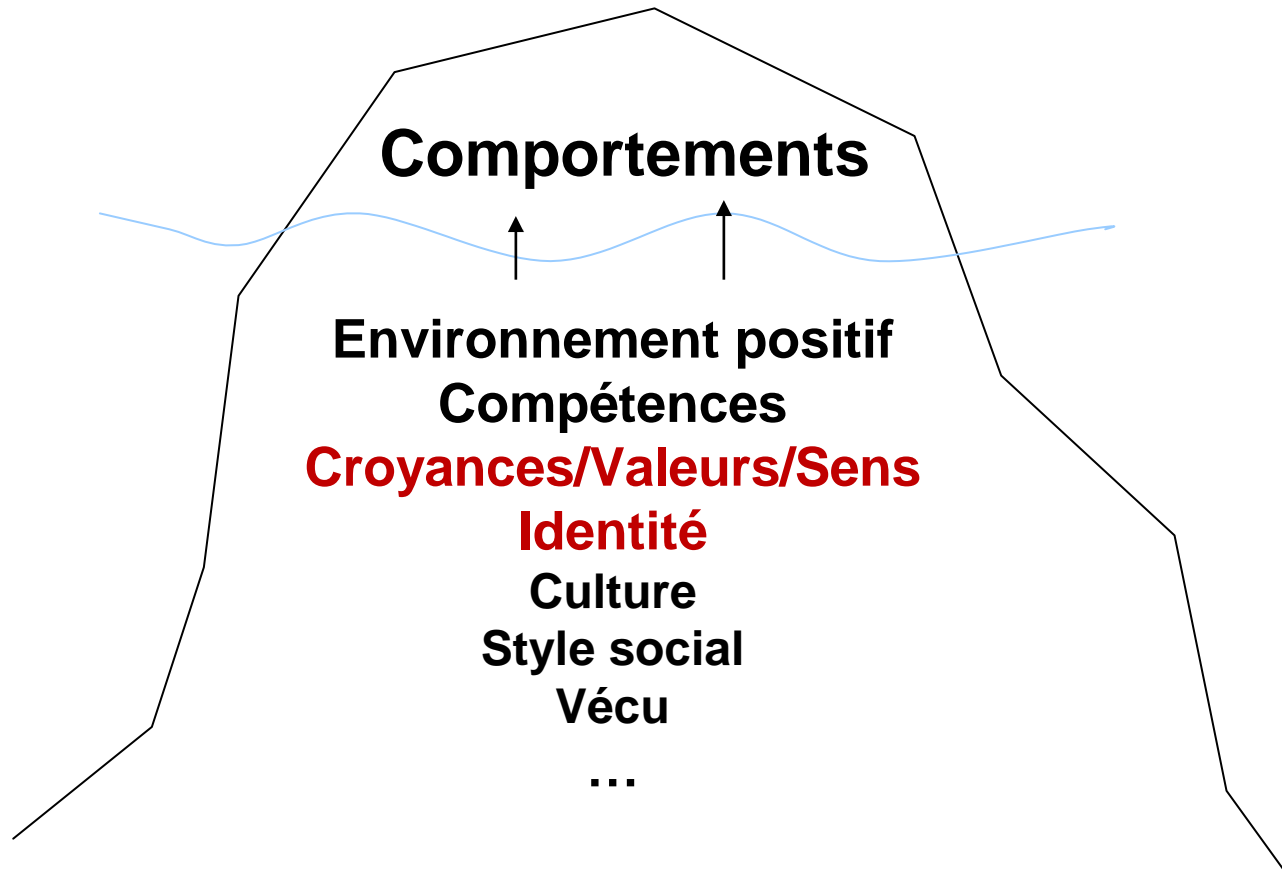 Comportements
Environnement positif
Compétences
Croyances/Valeurs/Sens
Identité
Culture
Style social
Vécu
…